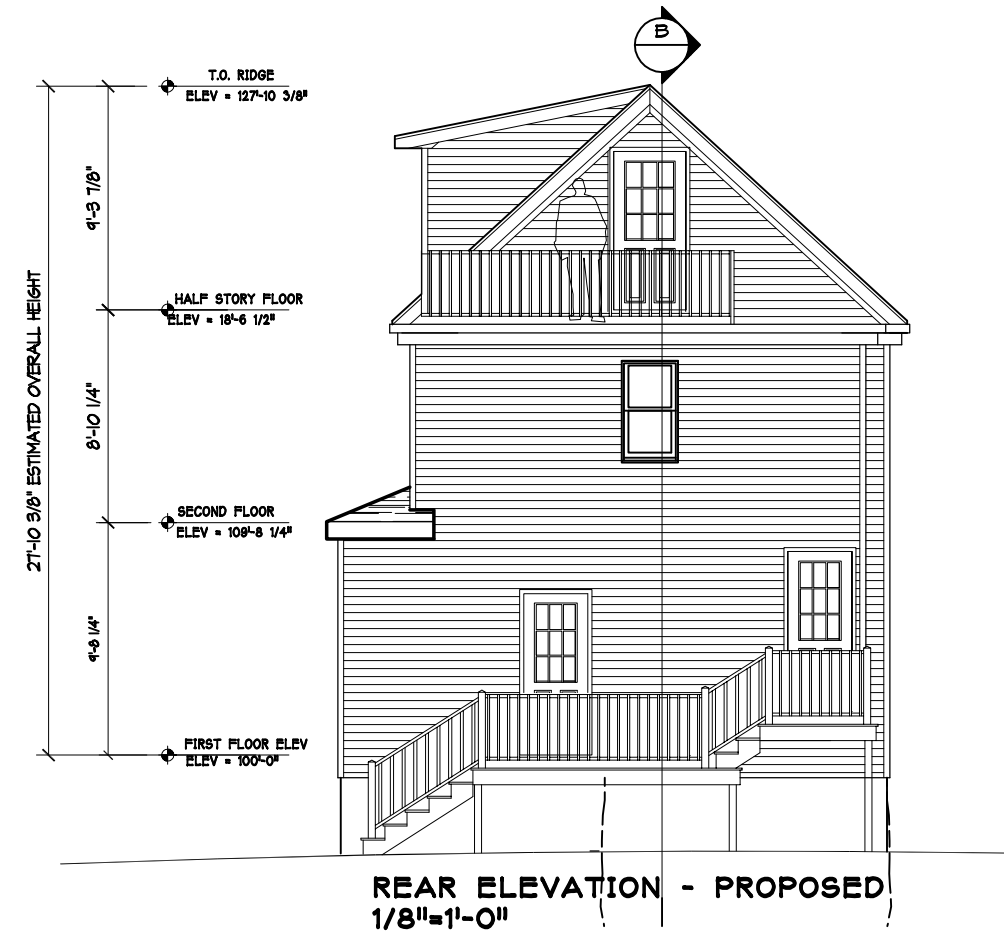 B
T.O. RIDGE
ELEV = 127'-10 3/8"
9'-3 7/8"
HALF STORY FLOOR
ELEV = 18'-6 1/2"
27'-10 3/8" ESTIMATED OVERALL HEIGHT
8'-10 1/4"
SECOND FLOOR
ELEV = 109'-8 1/4"
9'-8 1/4"
FIRST FLOOR ELEV
ELEV = 100'-0"
REAR ELEVATION - PROPOSED
1/8"=1'-0"